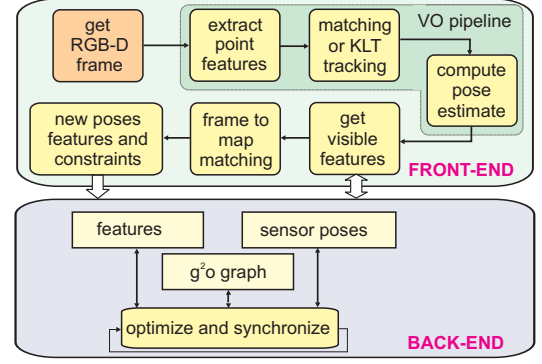 get
RGB-D
frame
extract
point
features
matching
or KLT
tracking
VO pipeline
compute
pose
estimate
new poses
features and
constraints
frame to
map
matching
get
visible
features
FRONT-END
features
sensor poses
g²o graph
optimize and synchronize
BACK-END